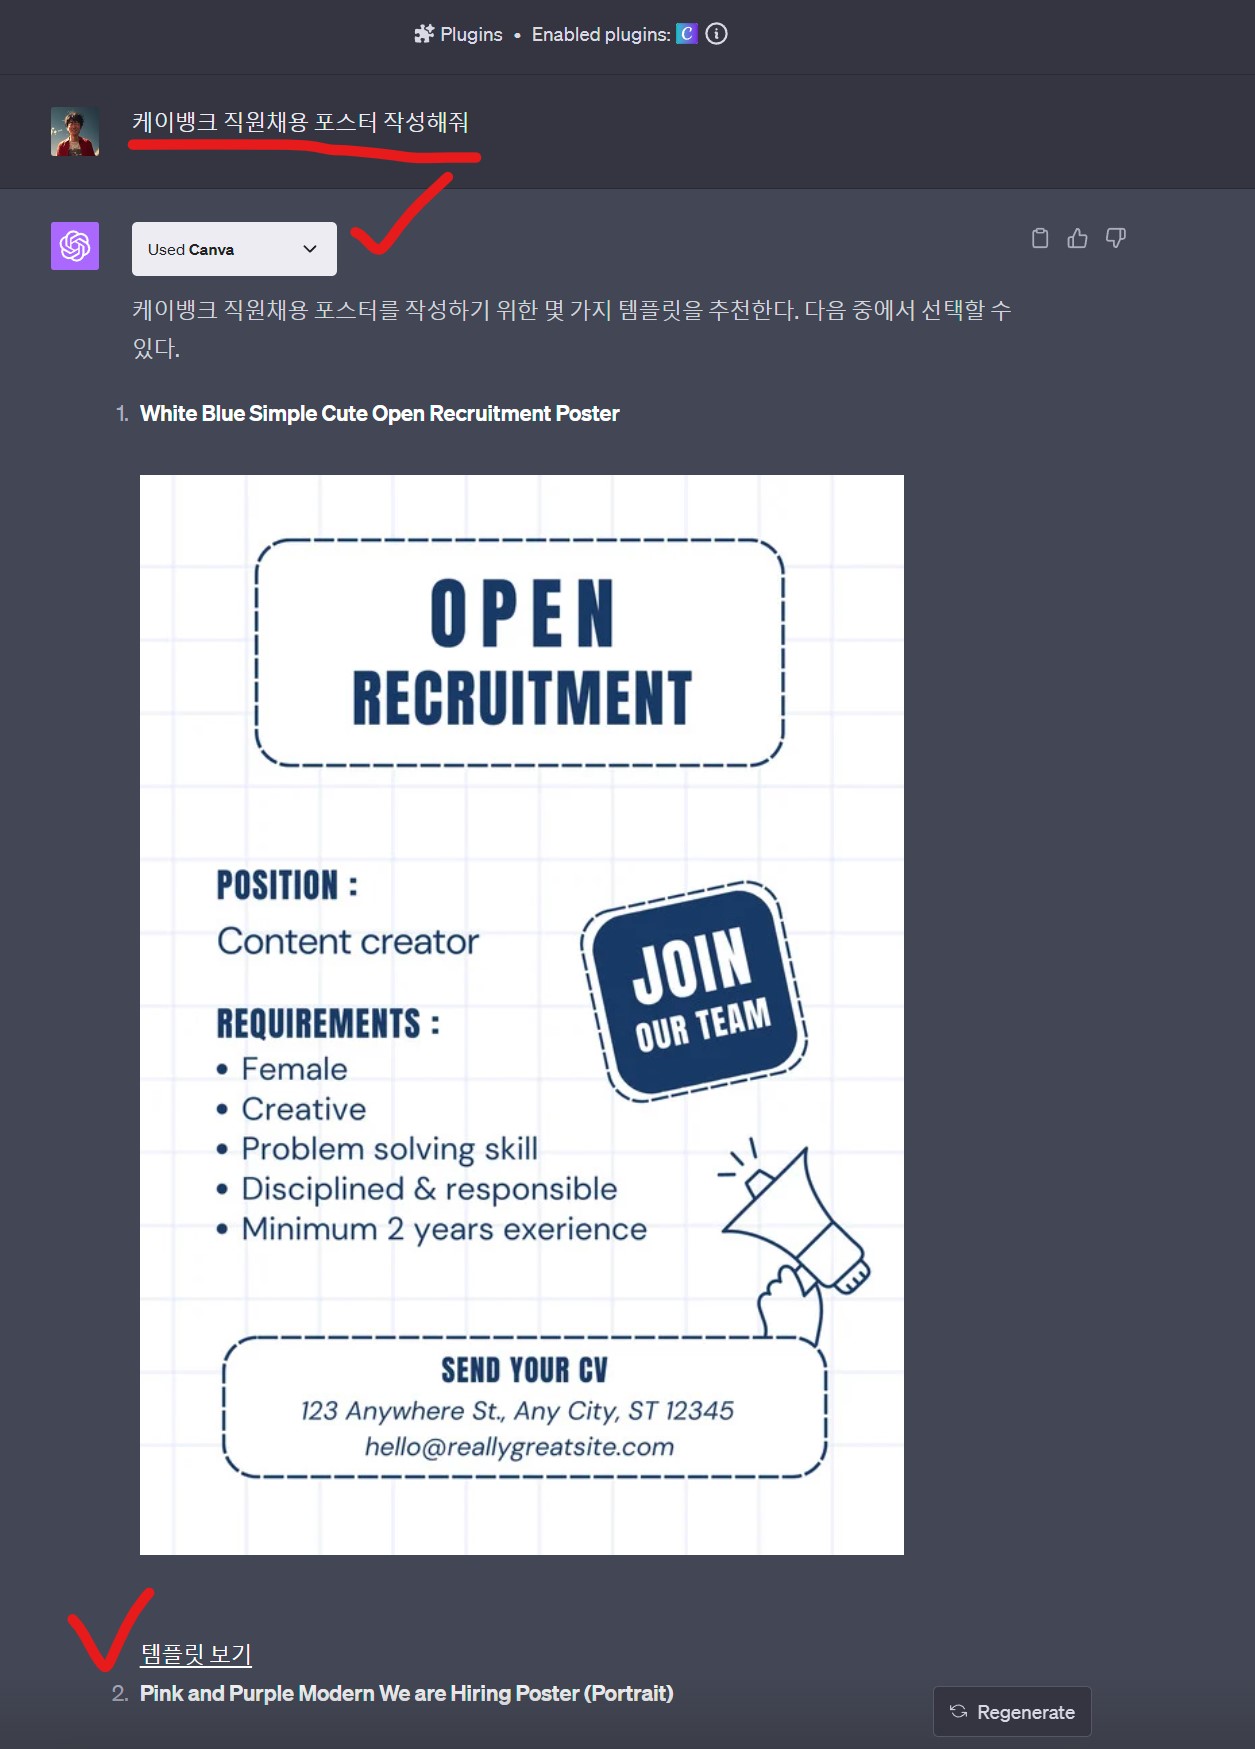 Plugins • Enabled plugins: C
케이뱅크 직원채용 포스터 작성해줘
Used Canva
케이뱅크 직원채용 포스터를 작성하기 위한 몇 가지 템플릿을 추천한다. 다음 중에서 선택할 수
있다.
1. White Blue Simple Cute Open Recruitment Poster
OPEN
RECRUITMENT
POSITION :
Content creator
JOIN
OUR TEAM
REQUIREMENTS :
• Female
• Creative
• Problem solving skill
• Disciplined & responsible
• Minimum 2 years exerience
SEND YOUR CV
123 Anywhere St., Any City, ST 12345
hello@reallygreatsite.com
템플릿 보기
2. Pink and Purple Modern We are Hiring Poster (Portrait)
Regenerate